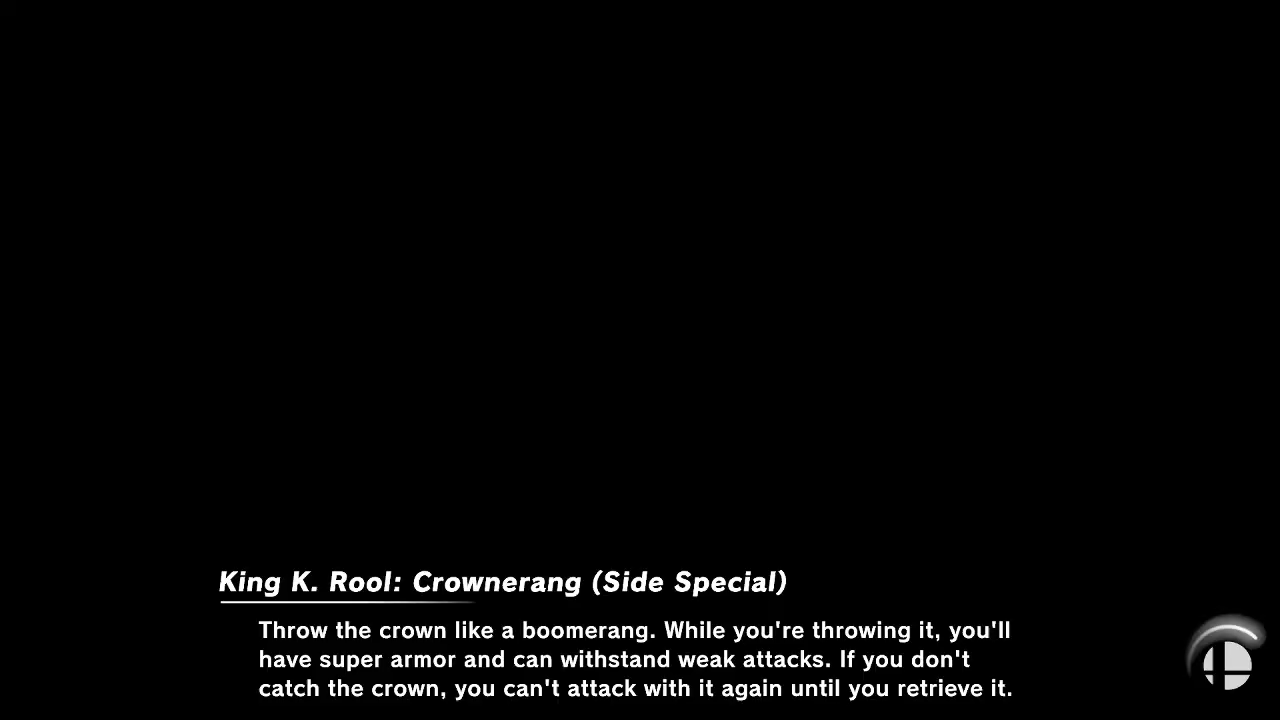 King K. Rool: Crownerang (Side Special)
Throw the crown like a boomerang. While you're throwing it, you'll
have super armor and can withstand weak attacks. If you don't
catch the crown, you can't attack with it again until you retrieve it.